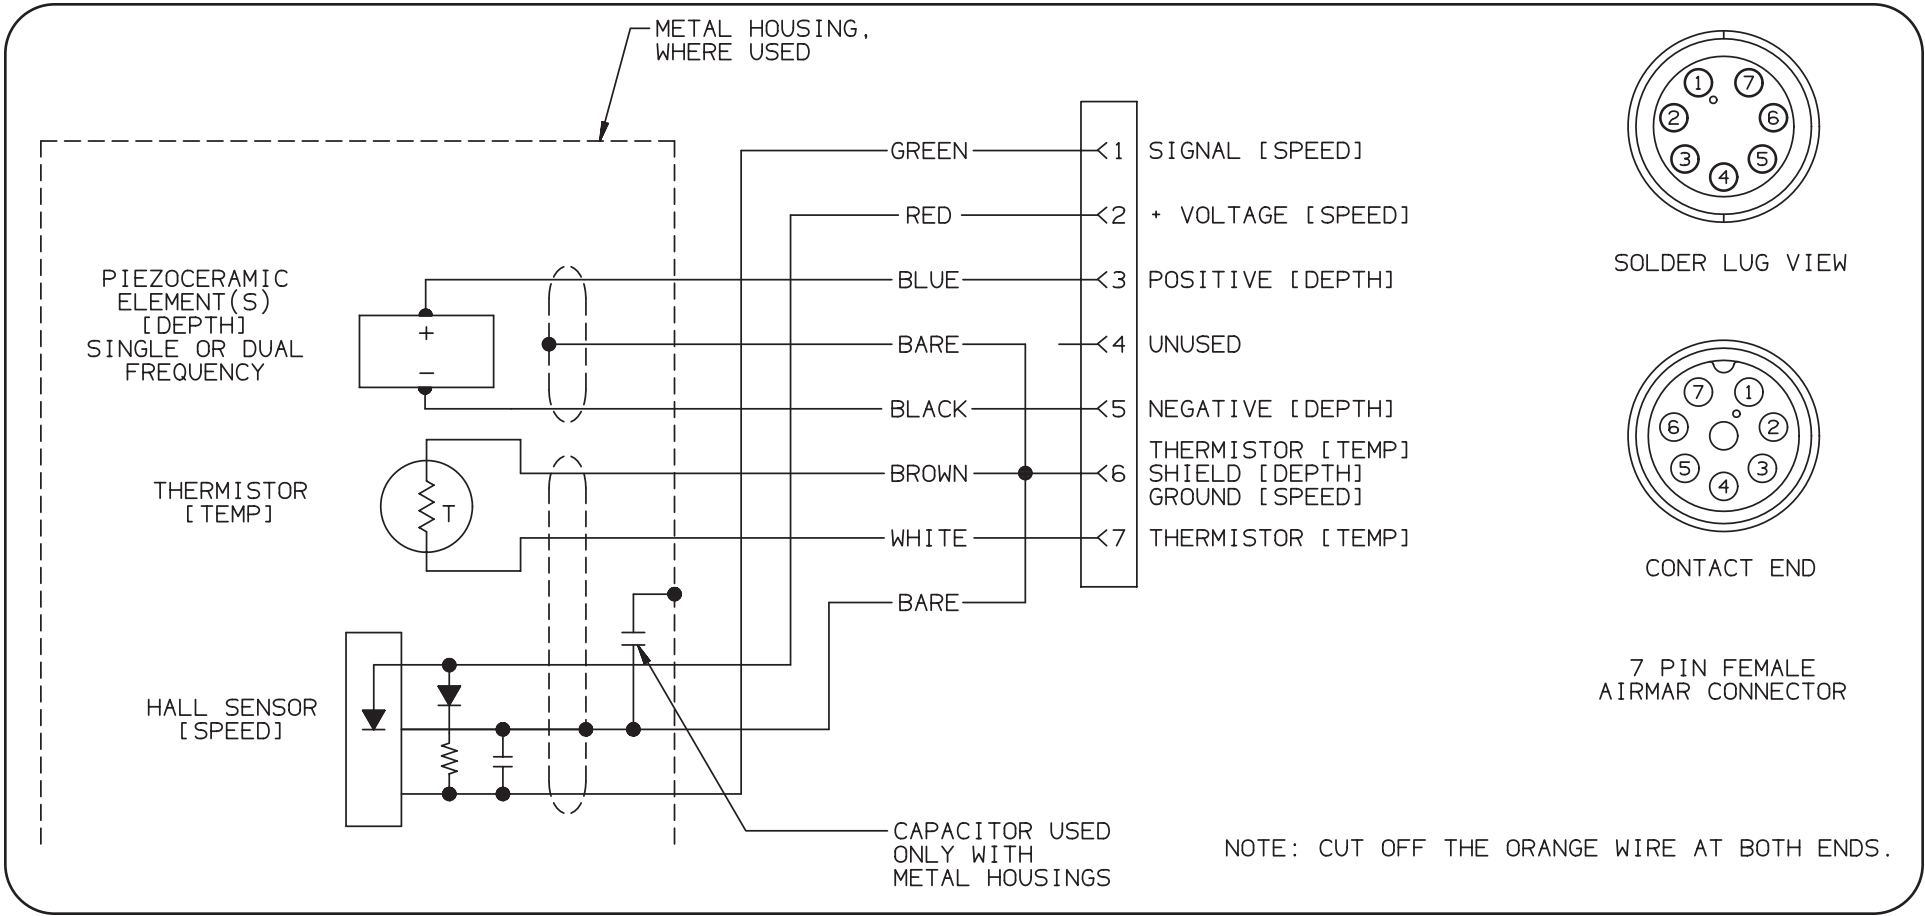 METAL HOUSING,
WHERE USED
PIEZOCERAMIC
ELEMENT(S)
[DEPTH]
SINGLE OR DUAL
FREQUENCY
+
−
THERMISTOR
[TEMP]
T
HALL SENSOR
[SPEED]
GREEN
RED
BLUE
BARE
BLACK
BROWN
WHITE
BARE
CAPACITOR USED
ONLY WITH
METAL HOUSINGS
1 SIGNAL [SPEED]
2 + VOLTAGE [SPEED]
3 POSITIVE [DEPTH]
4 UNUSED
5 NEGATIVE [DEPTH]
THERMISTOR [TEMP]
6 SHIELD [DEPTH]
GROUND [SPEED]
7 THERMISTOR [TEMP]
1 7
2 6
3 5
4
SOLDER LUG VIEW
7 1
6 2
5 3
4
CONTACT END
7 PIN FEMALE
AIRMAR CONNECTOR
NOTE: CUT OFF THE ORANGE WIRE AT BOTH ENDS.